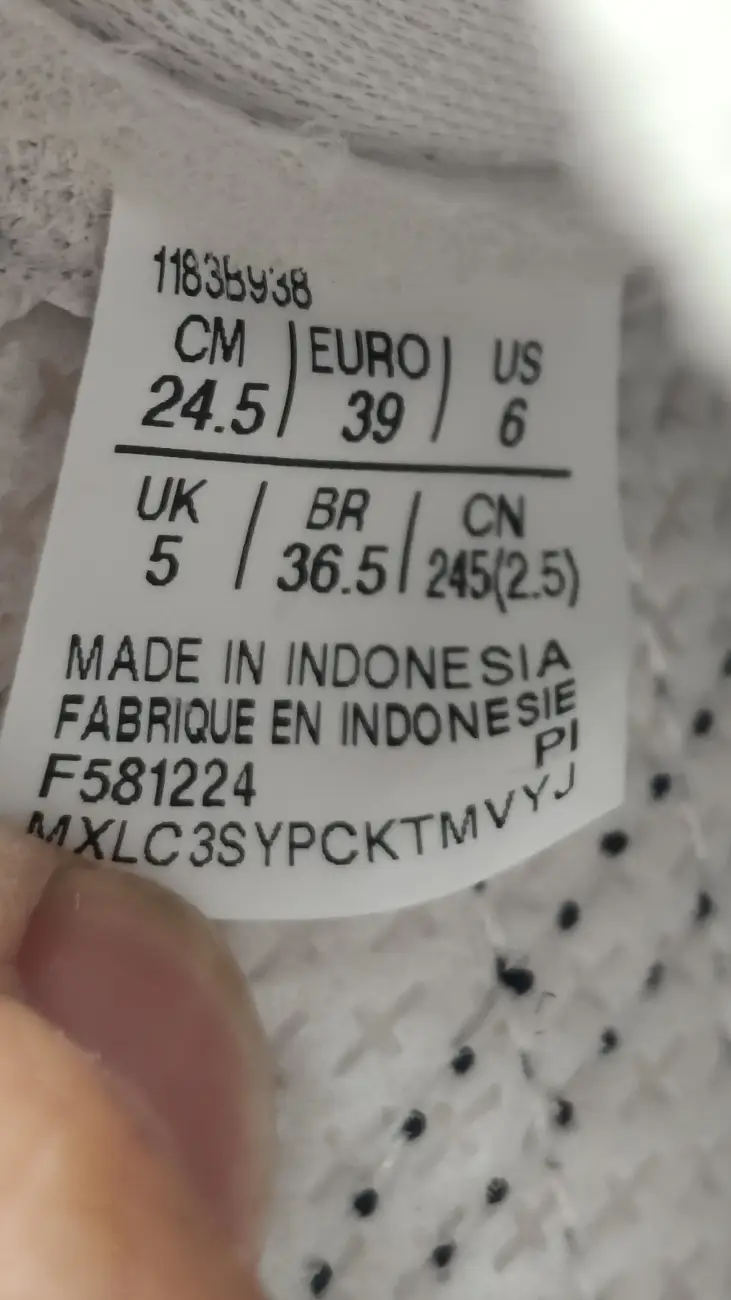 CM | EURO | US
24.5 | 39 | 6
UK / BR / CN
5 / 36.5 / 245(2.5)
MADE IN INDONESIA
FABRIQUE EN INDONESIE
PI
F581224
MXLC3SYPCKTMVYJ